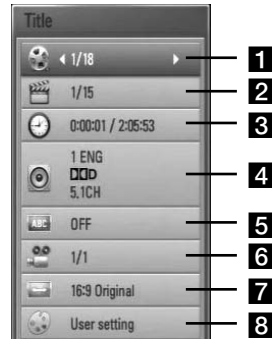 Title
1/18 1
1/15 2
0:00:01 / 2:05:53 3
1 ENG
DD D 4
5.1CH
ABC OFF 5
1/1 6
16:9 Original 7
User setting 8